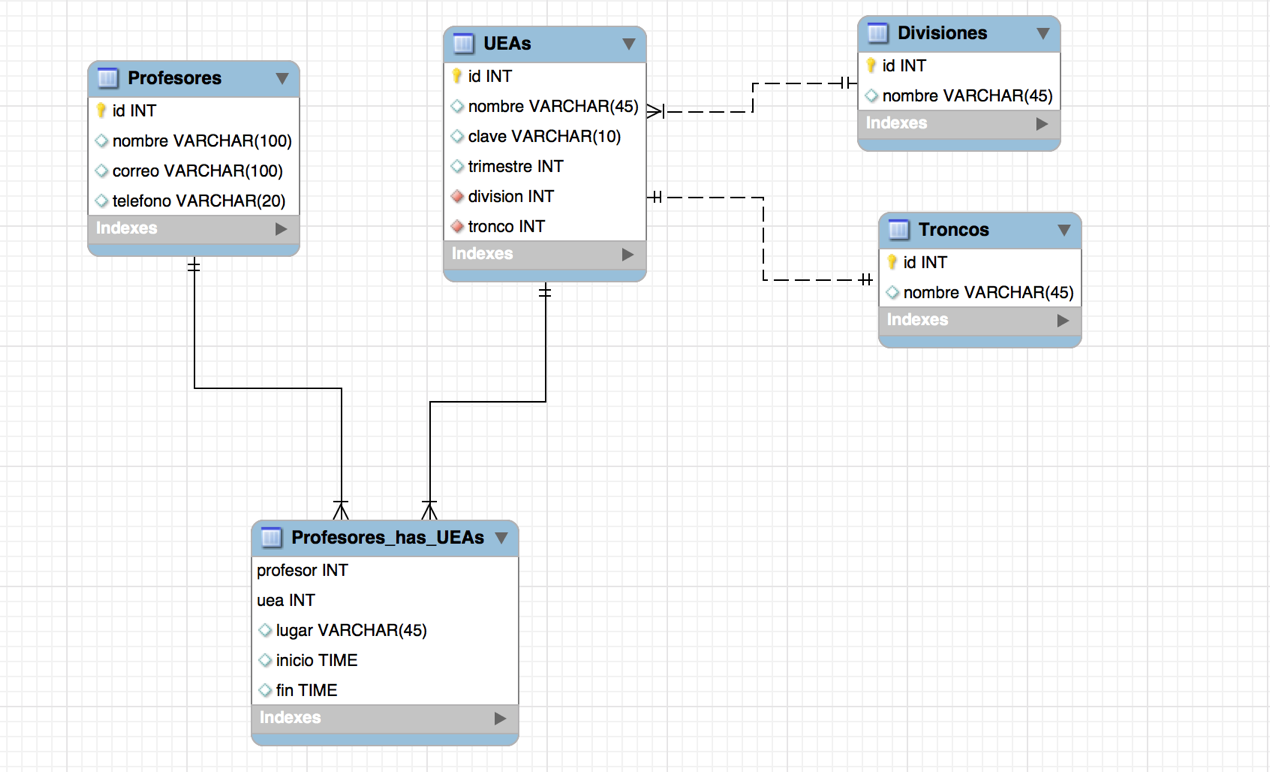 Profesores
id INT
nombre VARCHAR(100)
correo VARCHAR(100)
telefono VARCHAR(20)
Indexes
UEAs
id INT
nombre VARCHAR(45)
clave VARCHAR(10)
trimestre INT
division INT
tronco INT
Indexes
Divisiones
id INT
nombre VARCHAR(45)
Indexes
Troncos
id INT
nombre VARCHAR(45)
Indexes
Profesores_has_UEAs
profesor INT
uea INT
lugar VARCHAR(45)
inicio TIME
fin TIME
Indexes